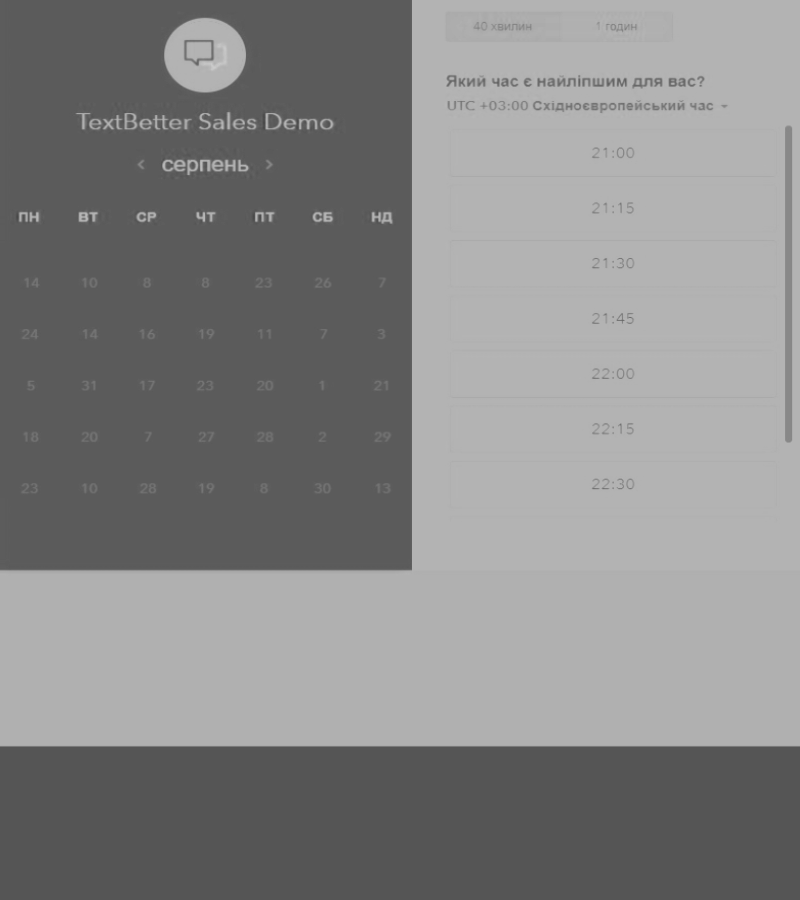 TextBetter Sales Demo
< серпень >
ПН ВТ СР ЧТ ПТ СБ НД
14 10 8 8 23 26 7
24 14 16 19 11 7 3
5 31 17 23 20 1 21
18 20 7 27 28 2 29
23 10 28 19 8 30 13
40 хвилин 1 годин
Який час є найліпшим для вас?
UTC +03:00 Східноєвропейський час
21:00
21:15
21:30
21:45
22:00
22:15
22:30